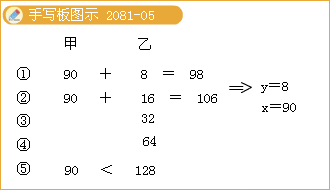 手写板图示 2081-05
甲 乙
① 90 + 8 = 98
② 90 + 16 = 106
③ 32
④ 64
⑤ 90 < 128
⇒ y=8
x=90